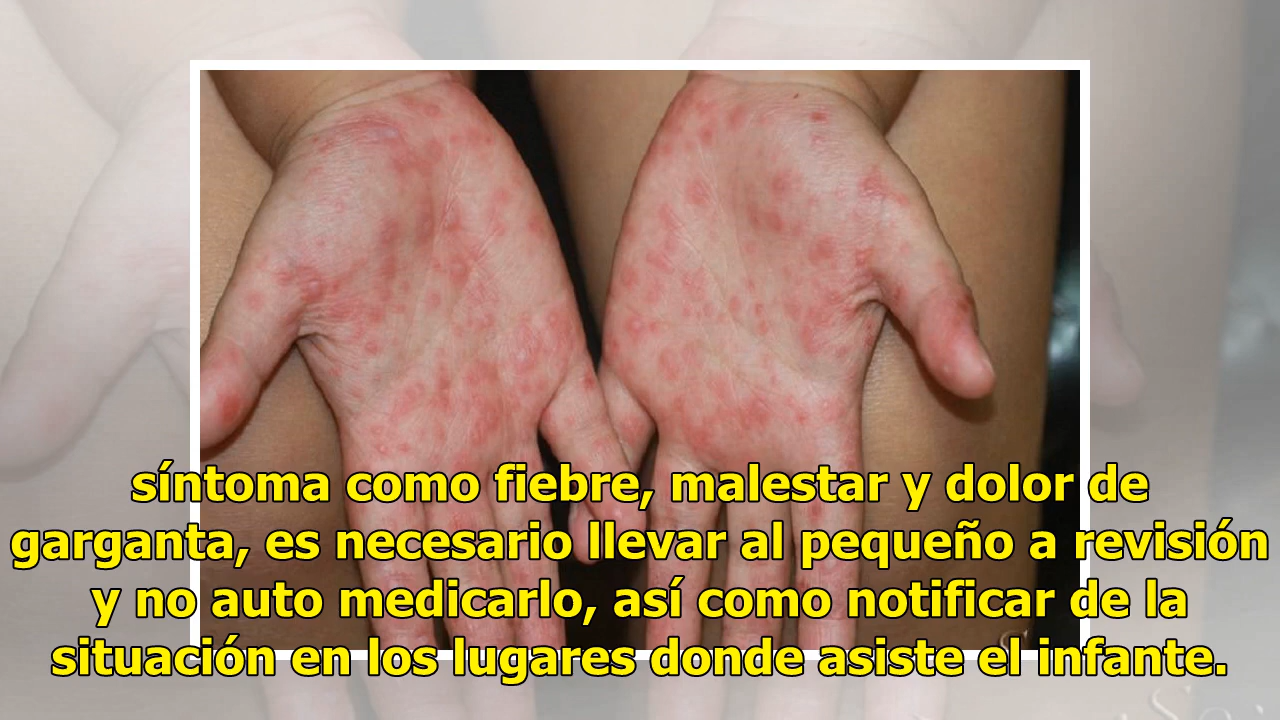 síntoma como fiebre, malestar y dolor de
garganta, es necesario llevar al pequeño a revisión
y no auto medicarlo, así como notificar de la
situación en los lugares donde asiste el infante.